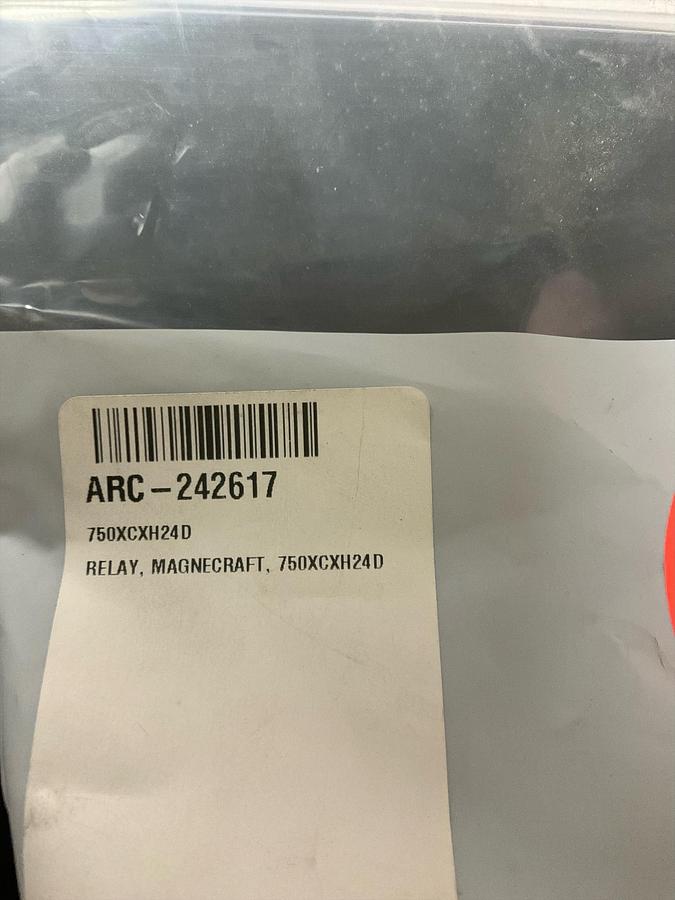 ARC-242617
750XCXH24D
RELAY, MAGNECRAFT, 750XCXH24D